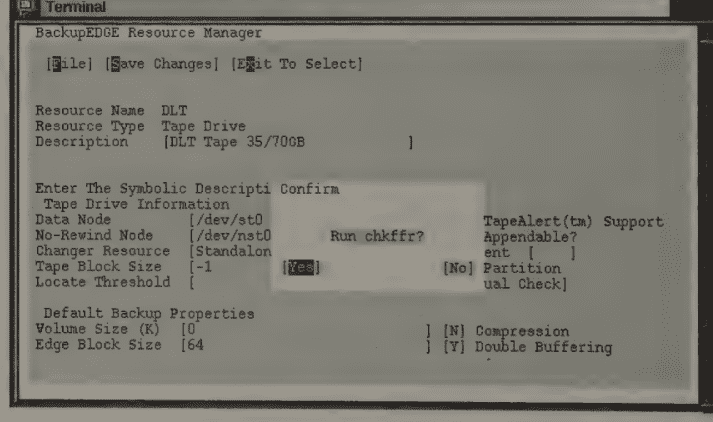 Terminal
BackupEDGE Resource Manager
[File] [Save Changes] [Exit To Select]
Resource Name DLT
Resource Type Tape Drive
Description [DLT Tape 35/70GB ]
Enter The Symbolic Descripti Confirm
Tape Drive Information
Data Node [/dev/st0 TapeAlert(tm) Support
No-Rewind Node [/dev/nst0 Run chkffr? Appendable?
Changer Resource [Standalon ent [ ]
Tape Block Size [-1 [Yes] [No] Partition
Locate Threshold [ ual Check]
Default Backup Properties
Volume Size (K) [0 ] [N] Compression
Edge Block Size [64 ] [Y] Double Buffering